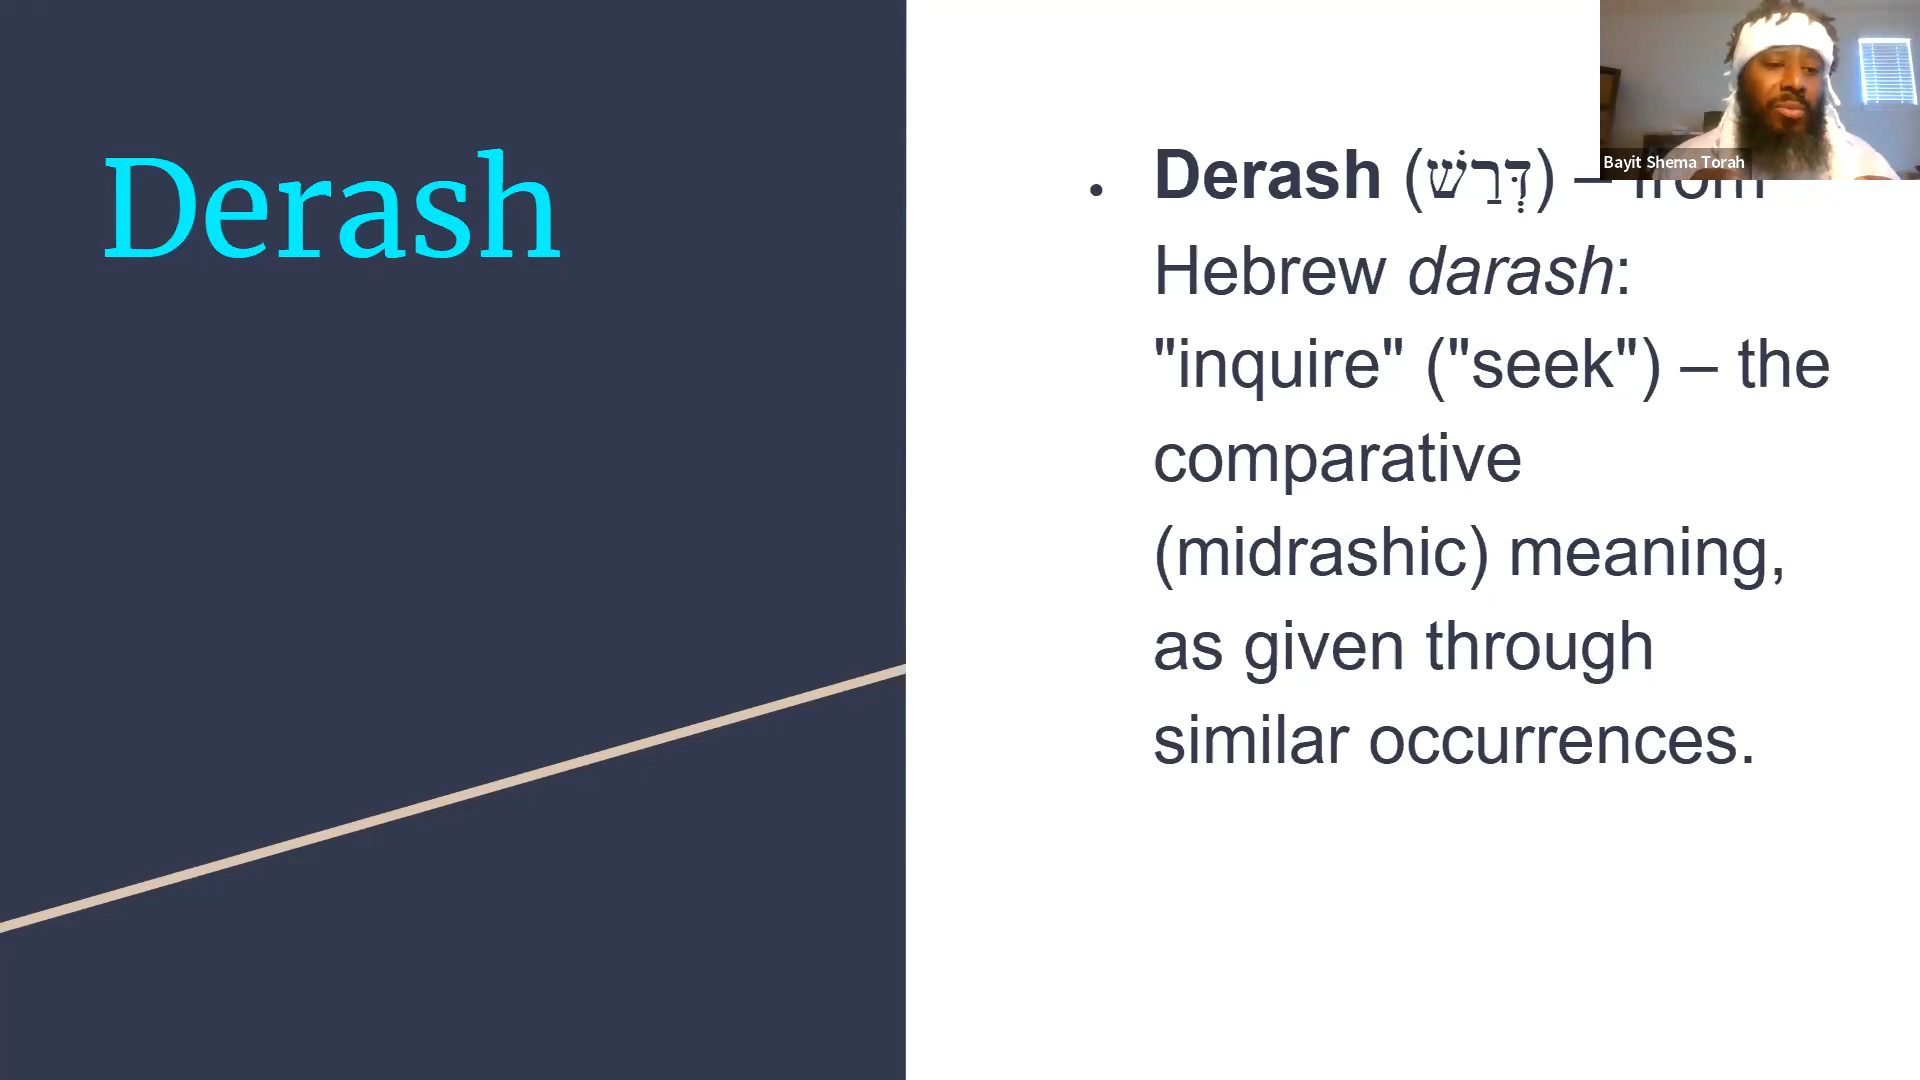 Derash
• Derash (דְּרַשׁ) – from
Hebrew darash:
"inquire" ("seek") – the
comparative
(midrashic) meaning,
as given through
similar occurrences.
Bayit Shema Torah